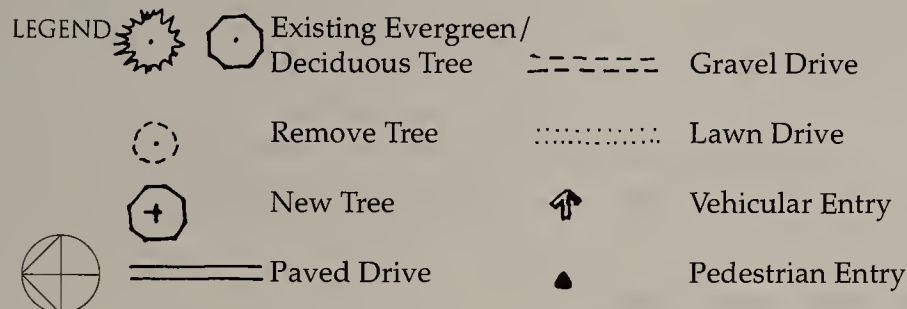 LEGEND
Existing Evergreen/
Deciduous Tree
Gravel Drive
Remove Tree
Lawn Drive
New Tree
Vehicular Entry
Paved Drive
Pedestrian Entry